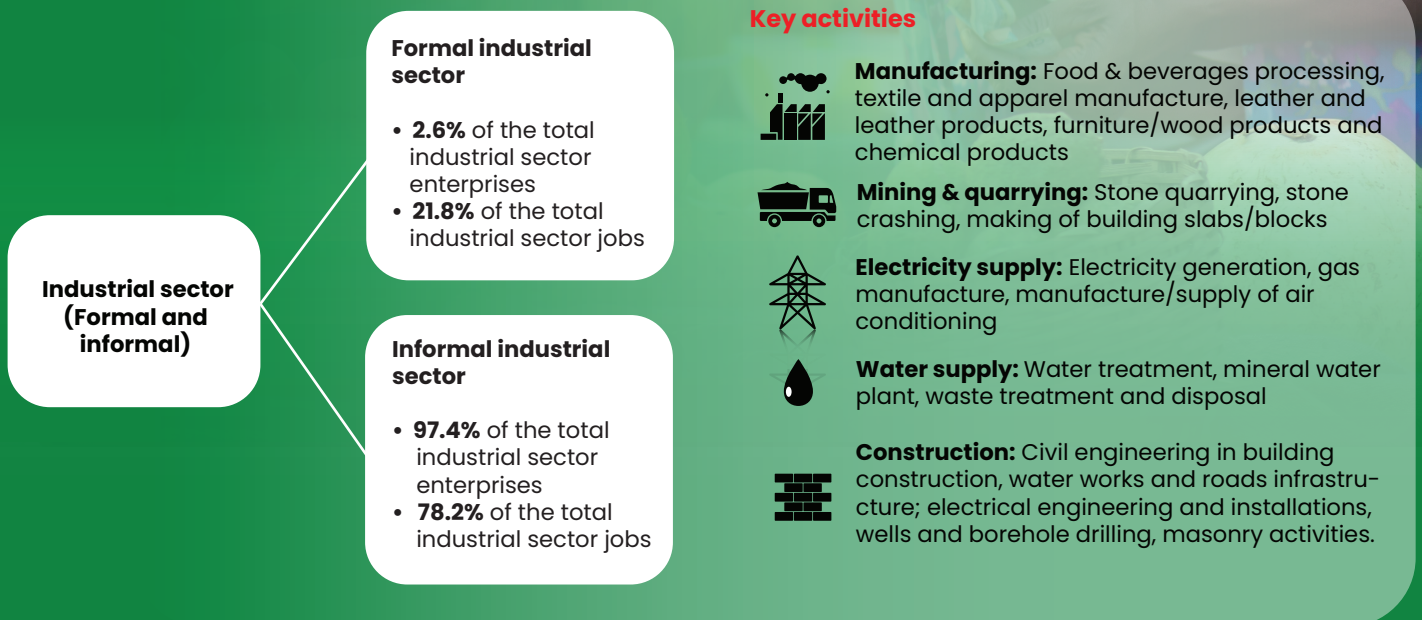 Industrial sector
(Formal and
informal)
Formal industrial
sector
• 2.6% of the total
industrial sector
enterprises
• 21.8% of the total
industrial sector jobs
Informal industrial
sector
• 97.4% of the total
industrial sector
enterprises
• 78.2% of the total
industrial sector jobs
Key activities
Manufacturing: Food & beverages processing,
textile and apparel manufacture, leather and
leather products, furniture/wood products and
chemical products
Mining & quarrying: Stone quarrying, stone
crashing, making of building slabs/blocks
Electricity supply: Electricity generation, gas
manufacture, manufacture/supply of air
conditioning
Water supply: Water treatment, mineral water
plant, waste treatment and disposal
Construction: Civil engineering in building
construction, water works and roads infrastru-
cture; electrical engineering and installations,
wells and borehole drilling, masonry activities.